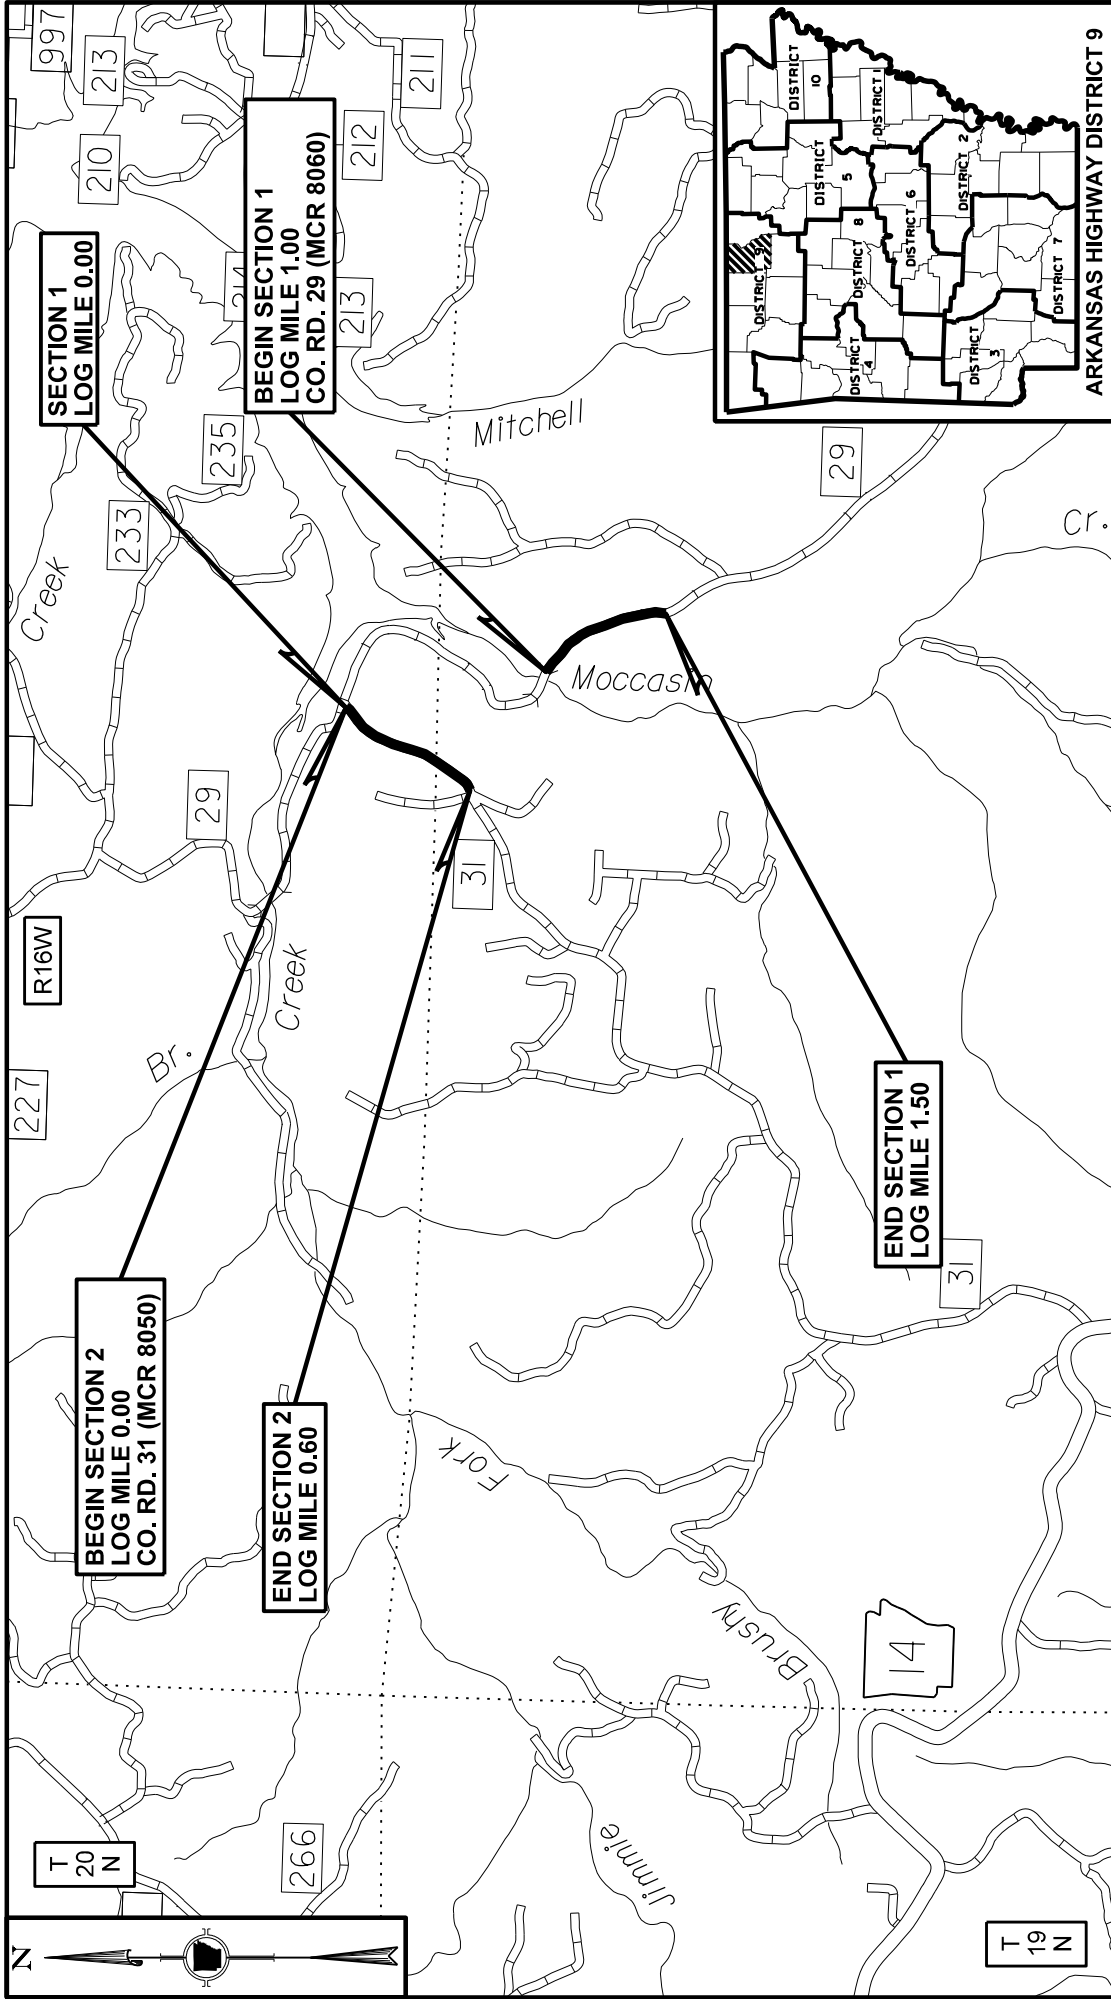 N
T
20
N
T
19
N
R16W
227
266
997
213
210
211
212
213
235
233
29
29
31
31
14
SECTION 1
LOG MILE 0.00
BEGIN SECTION 1
LOG MILE 1.00
CO. RD. 29 (MCR 8060)
BEGIN SECTION 2
LOG MILE 0.00
CO. RD. 31 (MCR 8050)
END SECTION 2
LOG MILE 0.60
END SECTION 1
LOG MILE 1.50
Creek
Creek
Br.
Fork
Brushy
Jimmie
Mitchell
Moccasin
Cr.
DISTRICT 9
DISTRICT
10
DISTRICT 1
DISTRICT
5
DISTRICT 2
DISTRICT 6
DISTRICT 8
DISTRICT
4
DISTRICT
3
DISTRICT 7
ARKANSAS HIGHWAY DISTRICT 9